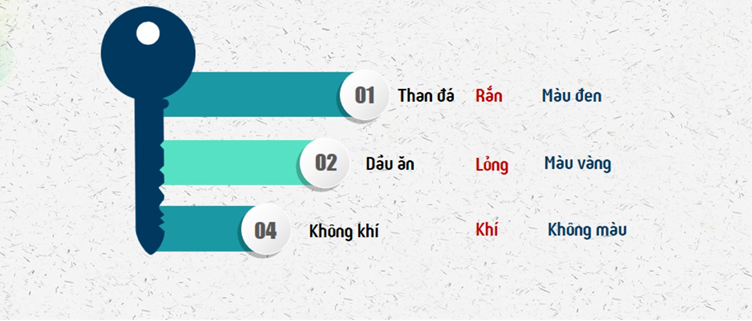 01 Than đá Rắn Màu đen
02 Dầu ăn Lỏng Màu vàng
04 Không khí Khí Không màu